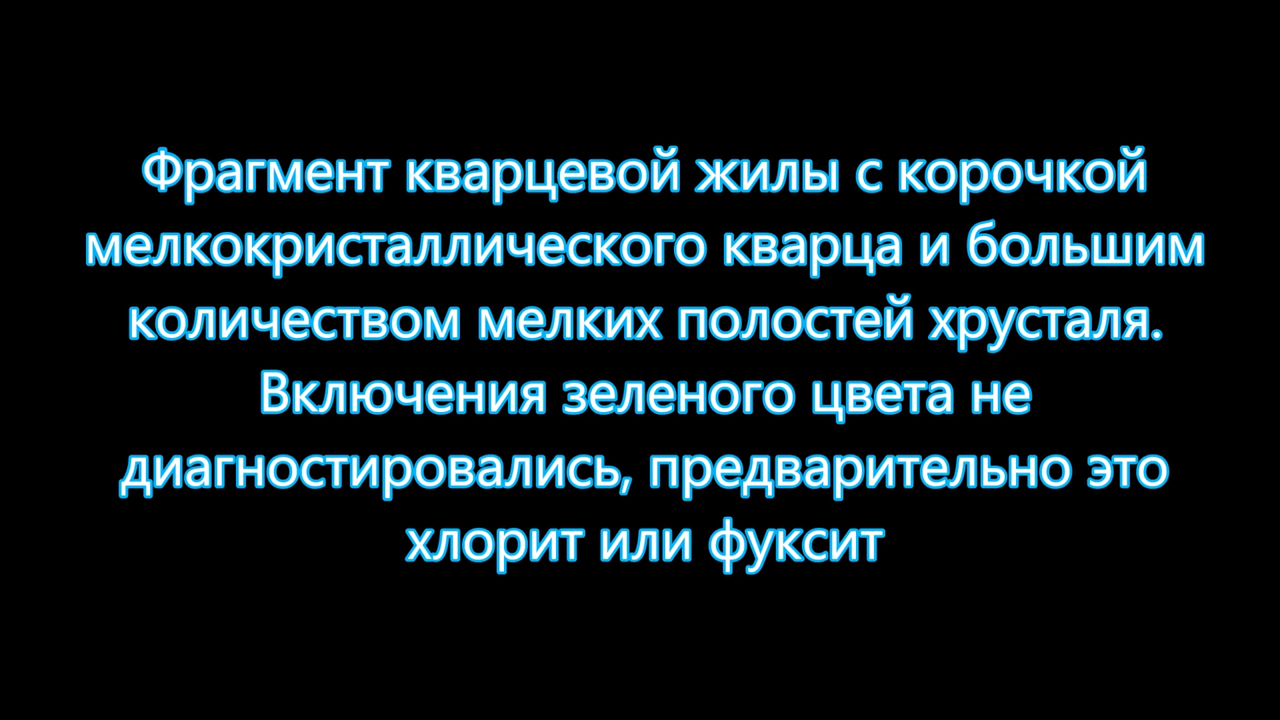 Фрагмент кварцевой жилы с корочкой
мелкокристаллического кварца и большим
количеством мелких полостей хрусталя.
Включения зеленого цвета не
диагностировались, предварительно это
хлорит или фуксит